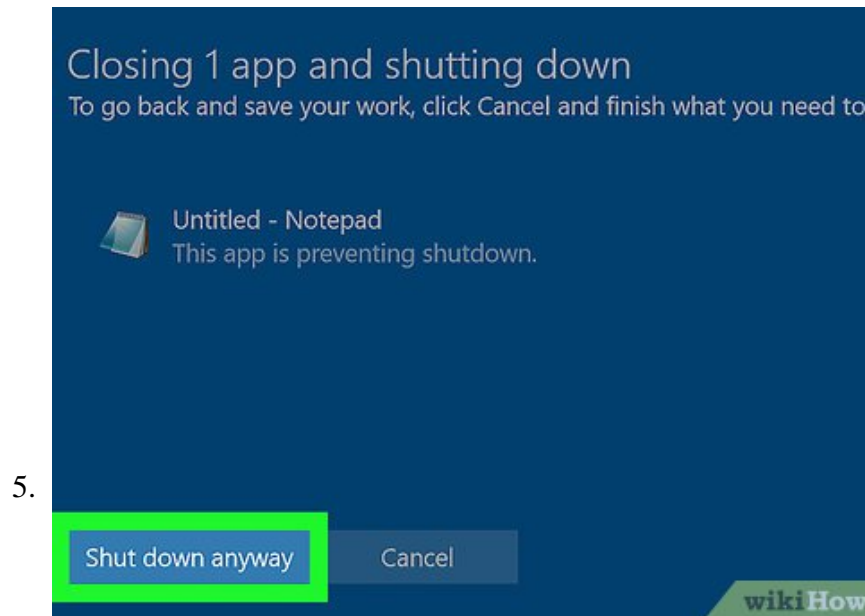 Closing 1 app and shutting down
To go back and save your work, click Cancel and finish what you need to
Untitled - Notepad
This app is preventing shutdown.
5.
Shut down anyway
Cancel
wikiHow